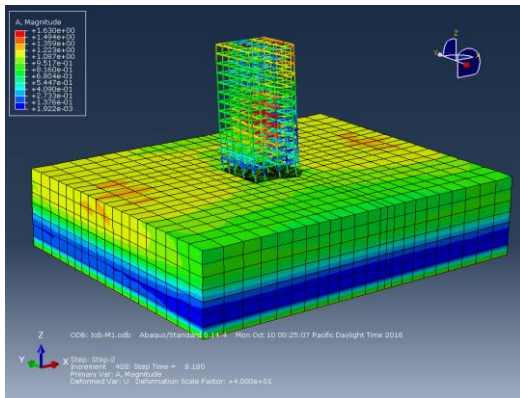 A, Magnitude
+1.630e+00
+1.494e+00
+1.359e+00
+1.223e+00
+1.087e+00
+9.517e-01
+8.160e-01
+6.804e-01
+5.447e-01
+4.090e-01
+2.733e-01
+1.376e-01
+1.922e-03
Z
Y
ODB: Job-M1.odb Abaqus/Standard 6.14-4 Mon Oct 10 00:25:07 Pacific Daylight Time 2016
Z
Y
X
Step: Step-2
Increment 428: Step Time = 8.180
Primary Var: A, Magnitude
Deformed Var: U Deformation Scale Factor: +4.000e+01